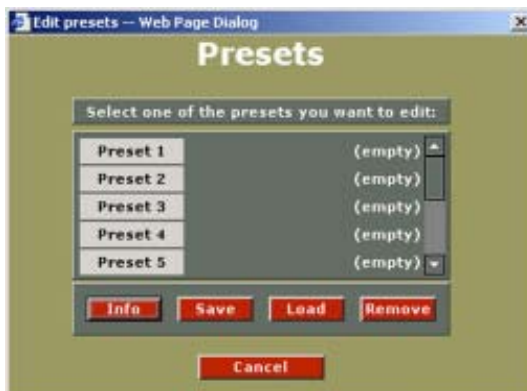 Edit presets -- Web Page Dialog
Presets
Select one of the presets you want to edit:
Preset 1 (empty)
Preset 2 (empty)
Preset 3 (empty)
Preset 4 (empty)
Preset 5 (empty)
Info Save Load Remove
Cancel